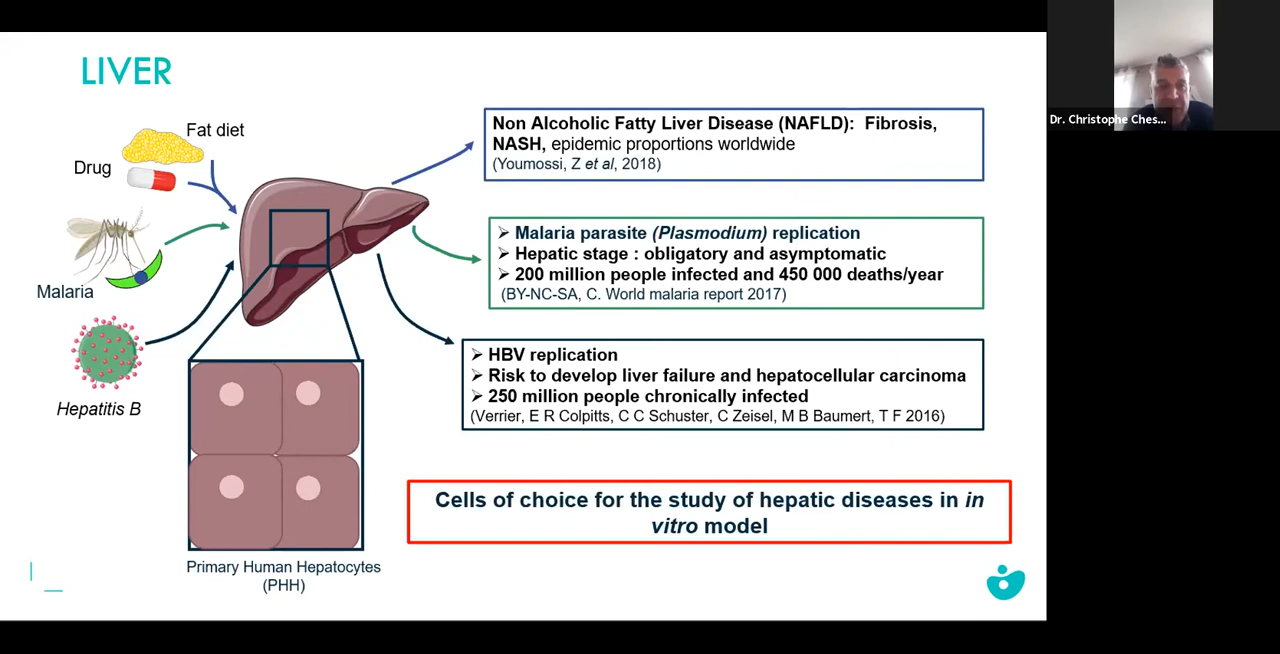 LIVER
Fat diet
Drug
Malaria
Hepatitis B
Non Alcoholic Fatty Liver Disease (NAFLD): Fibrosis,
NASH, epidemic proportions worldwide
(Youmossi, Z et al, 2018)
➢ Malaria parasite (Plasmodium) replication
➢ Hepatic stage : obligatory and asymptomatic
➢ 200 million people infected and 450 000 deaths/year
(BY-NC-SA, C. World malaria report 2017)
➢ HBV replication
➢ Risk to develop liver failure and hepatocellular carcinoma
➢ 250 million people chronically infected
(Verrier, E R Colpitts, C C Schuster, C Zeisel, M B Baumert, T F 2016)
Cells of choice for the study of hepatic diseases in in
vitro model
Primary Human Hepatocytes
(PHH)
Dr. Christophe Ches...